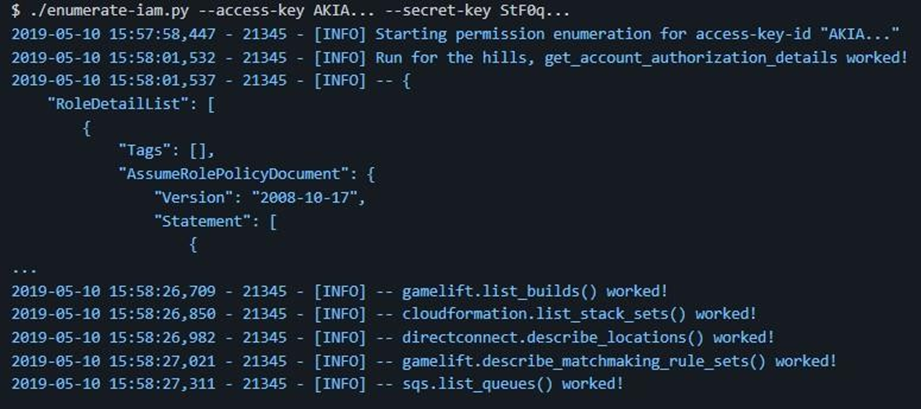 $ ./enumerate-iam.py --access-key AKIA... --secret-key StF0q...
2019-05-10 15:57:58,447 - 21345 - [INFO] Starting permission enumeration for access-key-id "AKIA..."
2019-05-10 15:58:01,532 - 21345 - [INFO] Run for the hills, get_account_authorization_details worked!
2019-05-10 15:58:01,537 - 21345 - [INFO] -- {
    "RoleDetailList": [
        {
            "Tags": [],
            "AssumeRolePolicyDocument": {
                "Version": "2008-10-17",
                "Statement": [
                    {
...
2019-05-10 15:58:26,709 - 21345 - [INFO] -- gamelift.list_builds() worked!
2019-05-10 15:58:26,850 - 21345 - [INFO] -- cloudformation.list_stack_sets() worked!
2019-05-10 15:58:26,982 - 21345 - [INFO] -- directconnect.describe_locations() worked!
2019-05-10 15:58:27,021 - 21345 - [INFO] -- gamelift.describe_matchmaking_rule_sets() worked!
2019-05-10 15:58:27,311 - 21345 - [INFO] -- sqs.list_queues() worked!